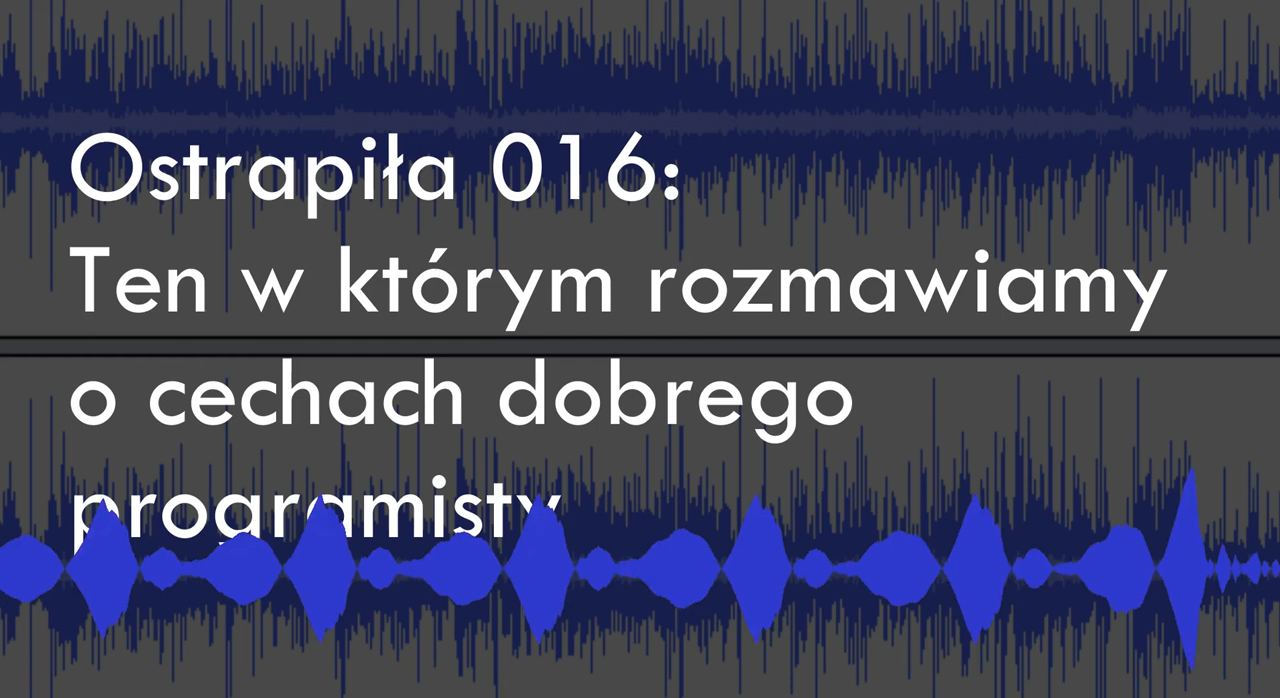 Ostrapiła 016:
Ten w którym rozmawiamy
o cechach dobrego
programisty